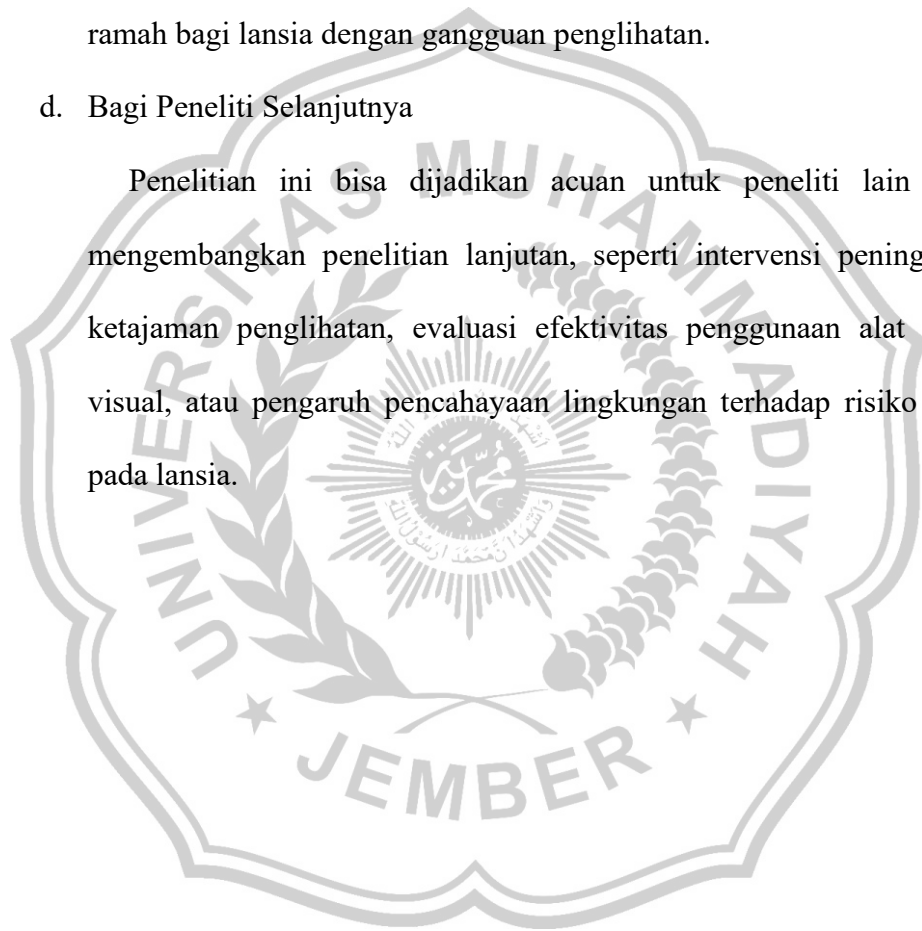 ramah bagi lansia dengan gangguan penglihatan.
d. Bagi Peneliti Selanjutnya
Penelitian ini bisa dijadikan acuan untuk peneliti lain
mengembangkan penelitian lanjutan, seperti intervensi pening
ketajaman penglihatan, evaluasi efektivitas penggunaan alat
visual, atau pengaruh pencahayaan lingkungan terhadap risiko
pada lansia.
UNIVERSITAS MUHAMMADIYAH
JEMBER